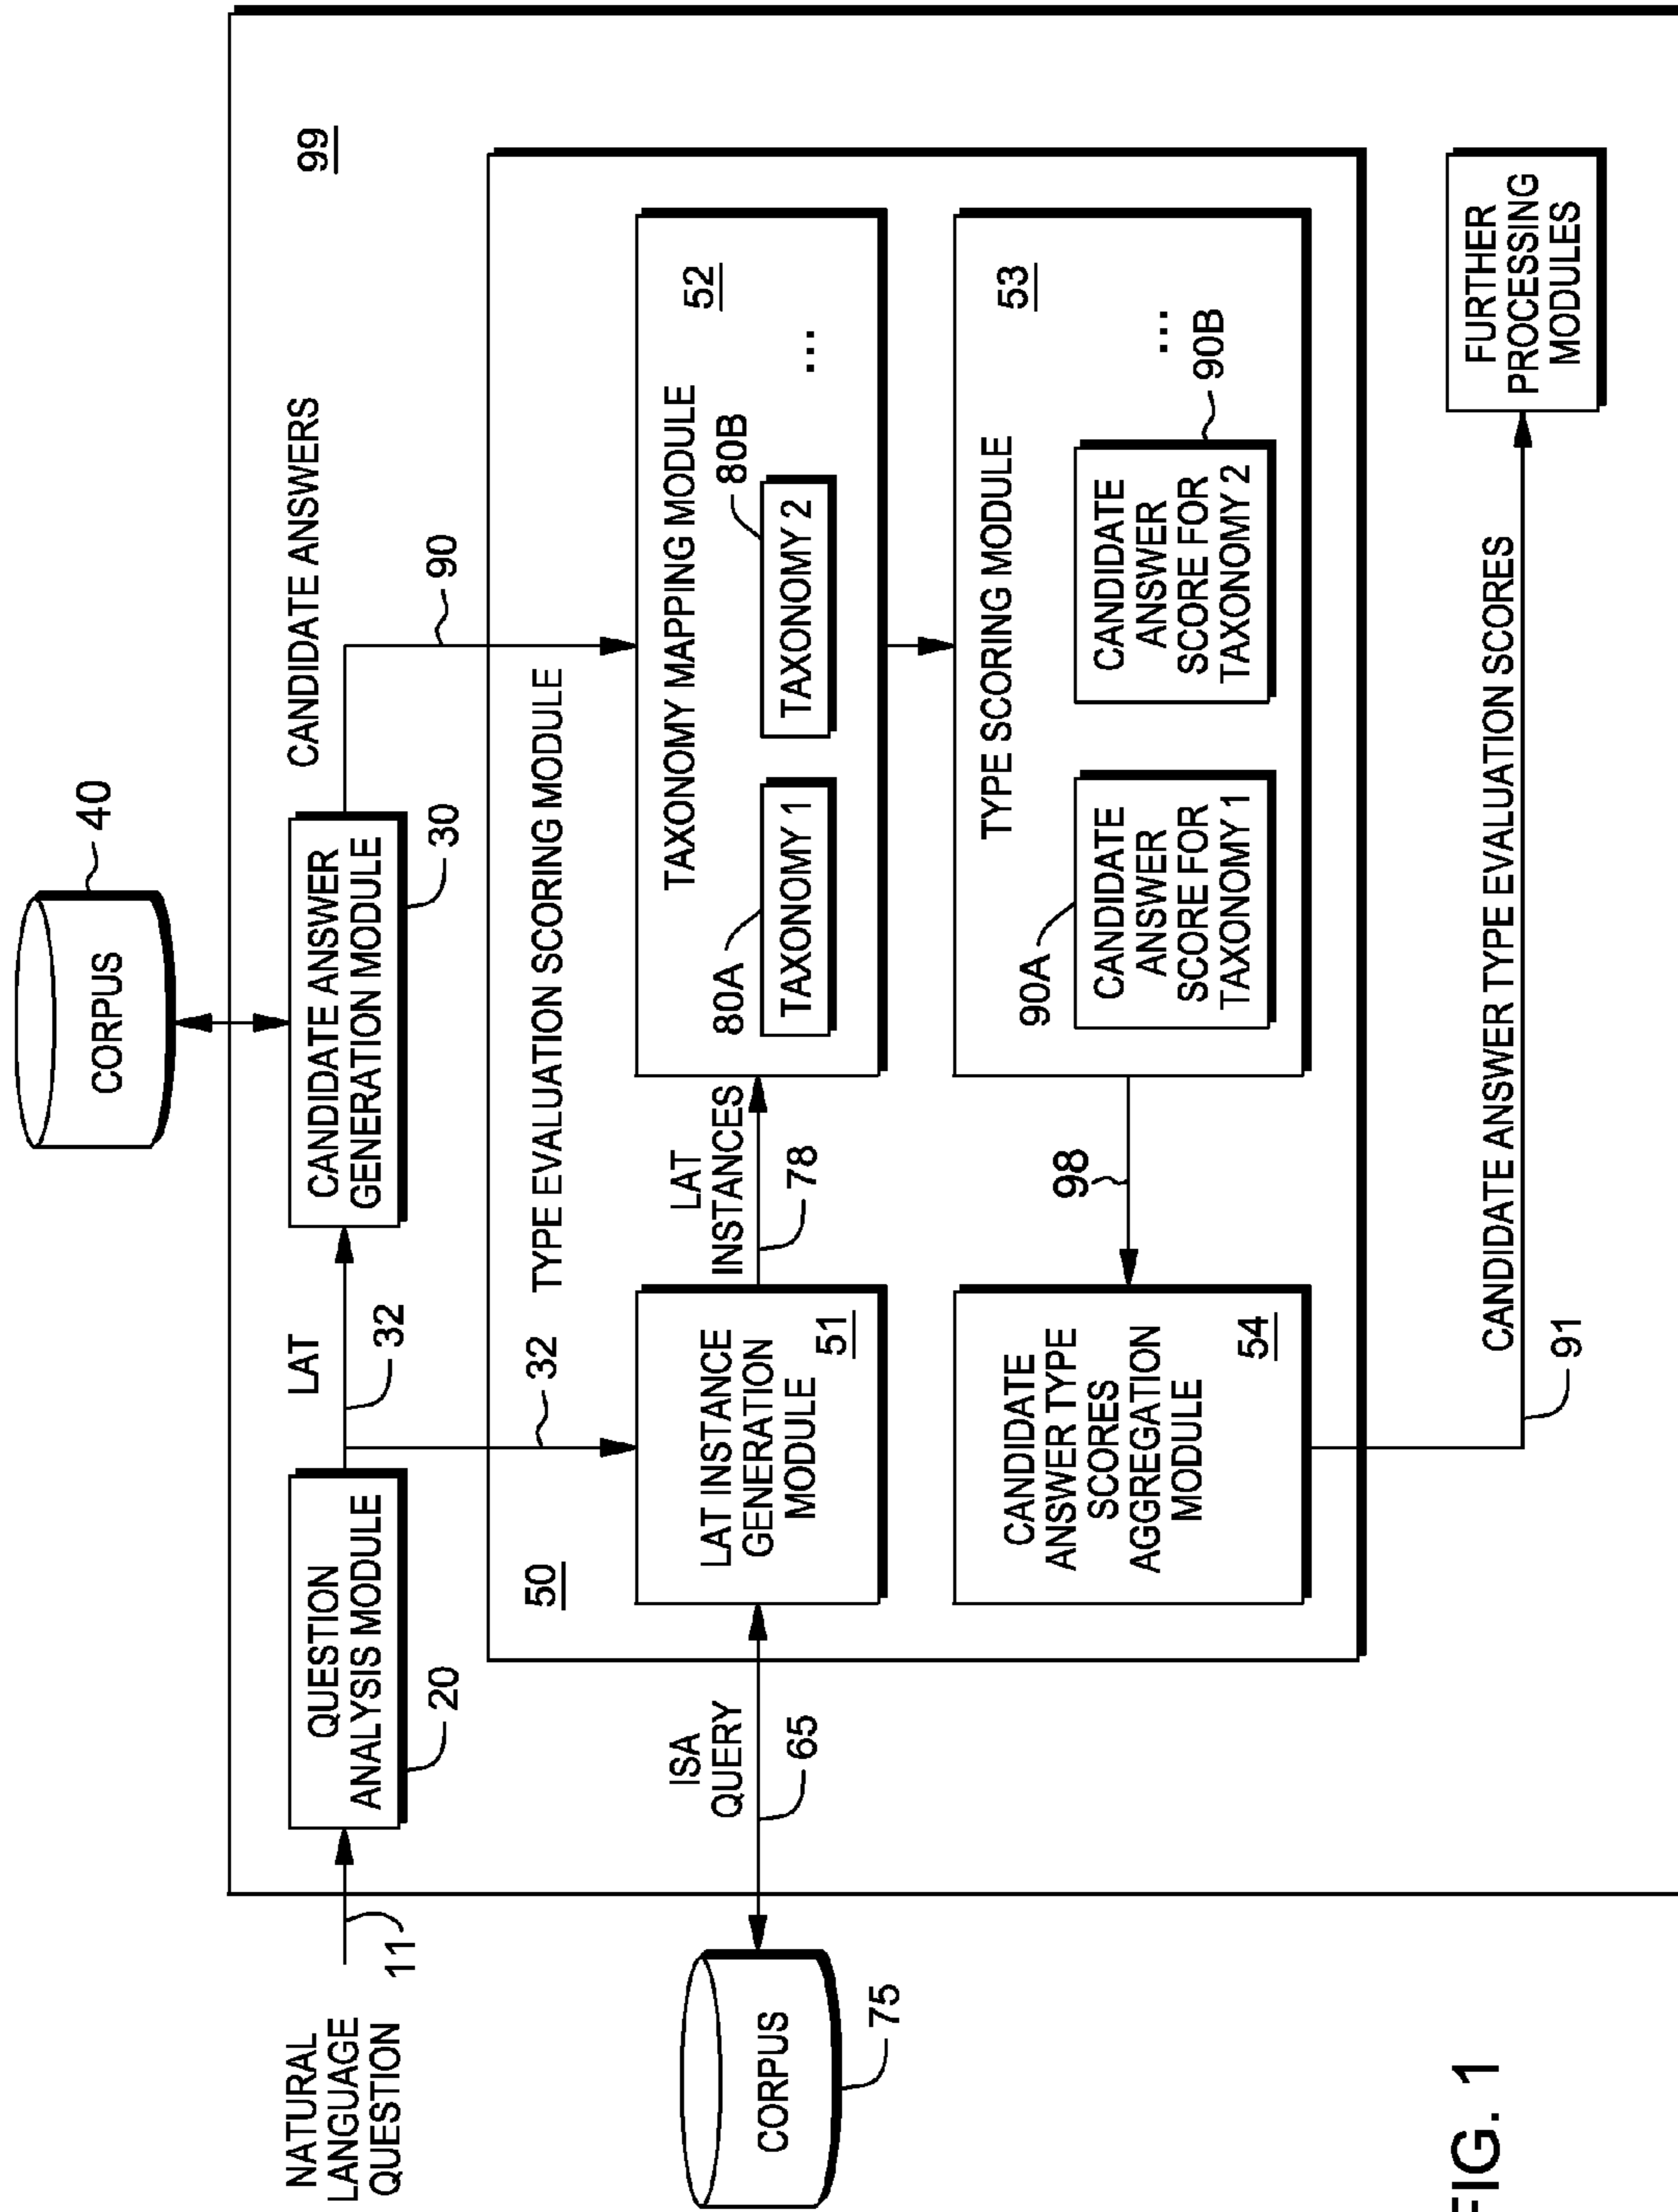 CORPUS
40
99
NATURAL
LANGUAGE
QUESTION
11
QUESTION
ANALYSIS MODULE
20
LAT
32
CANDIDATE ANSWER
GENERATION MODULE
30
CANDIDATE ANSWERS
90
50
32
TYPE EVALUATION SCORING MODULE
CORPUS
75
ISA
QUERY
65
LAT INSTANCE
GENERATION
MODULE
51
LAT
INSTANCES
78
TAXONOMY MAPPING MODULE
52
80A
TAXONOMY 1
80B
TAXONOMY 2
...
CANDIDATE
ANSWER TYPE
SCORES
AGGREGATION
MODULE
54
98
TYPE SCORING MODULE
53
90A
CANDIDATE
ANSWER
SCORE FOR
TAXONOMY 1
CANDIDATE
ANSWER
SCORE FOR
TAXONOMY 2
90B
...
91
CANDIDATE ANSWER TYPE EVALUATION SCORES
FURTHER
PROCESSING
MODULES
FIG. 1